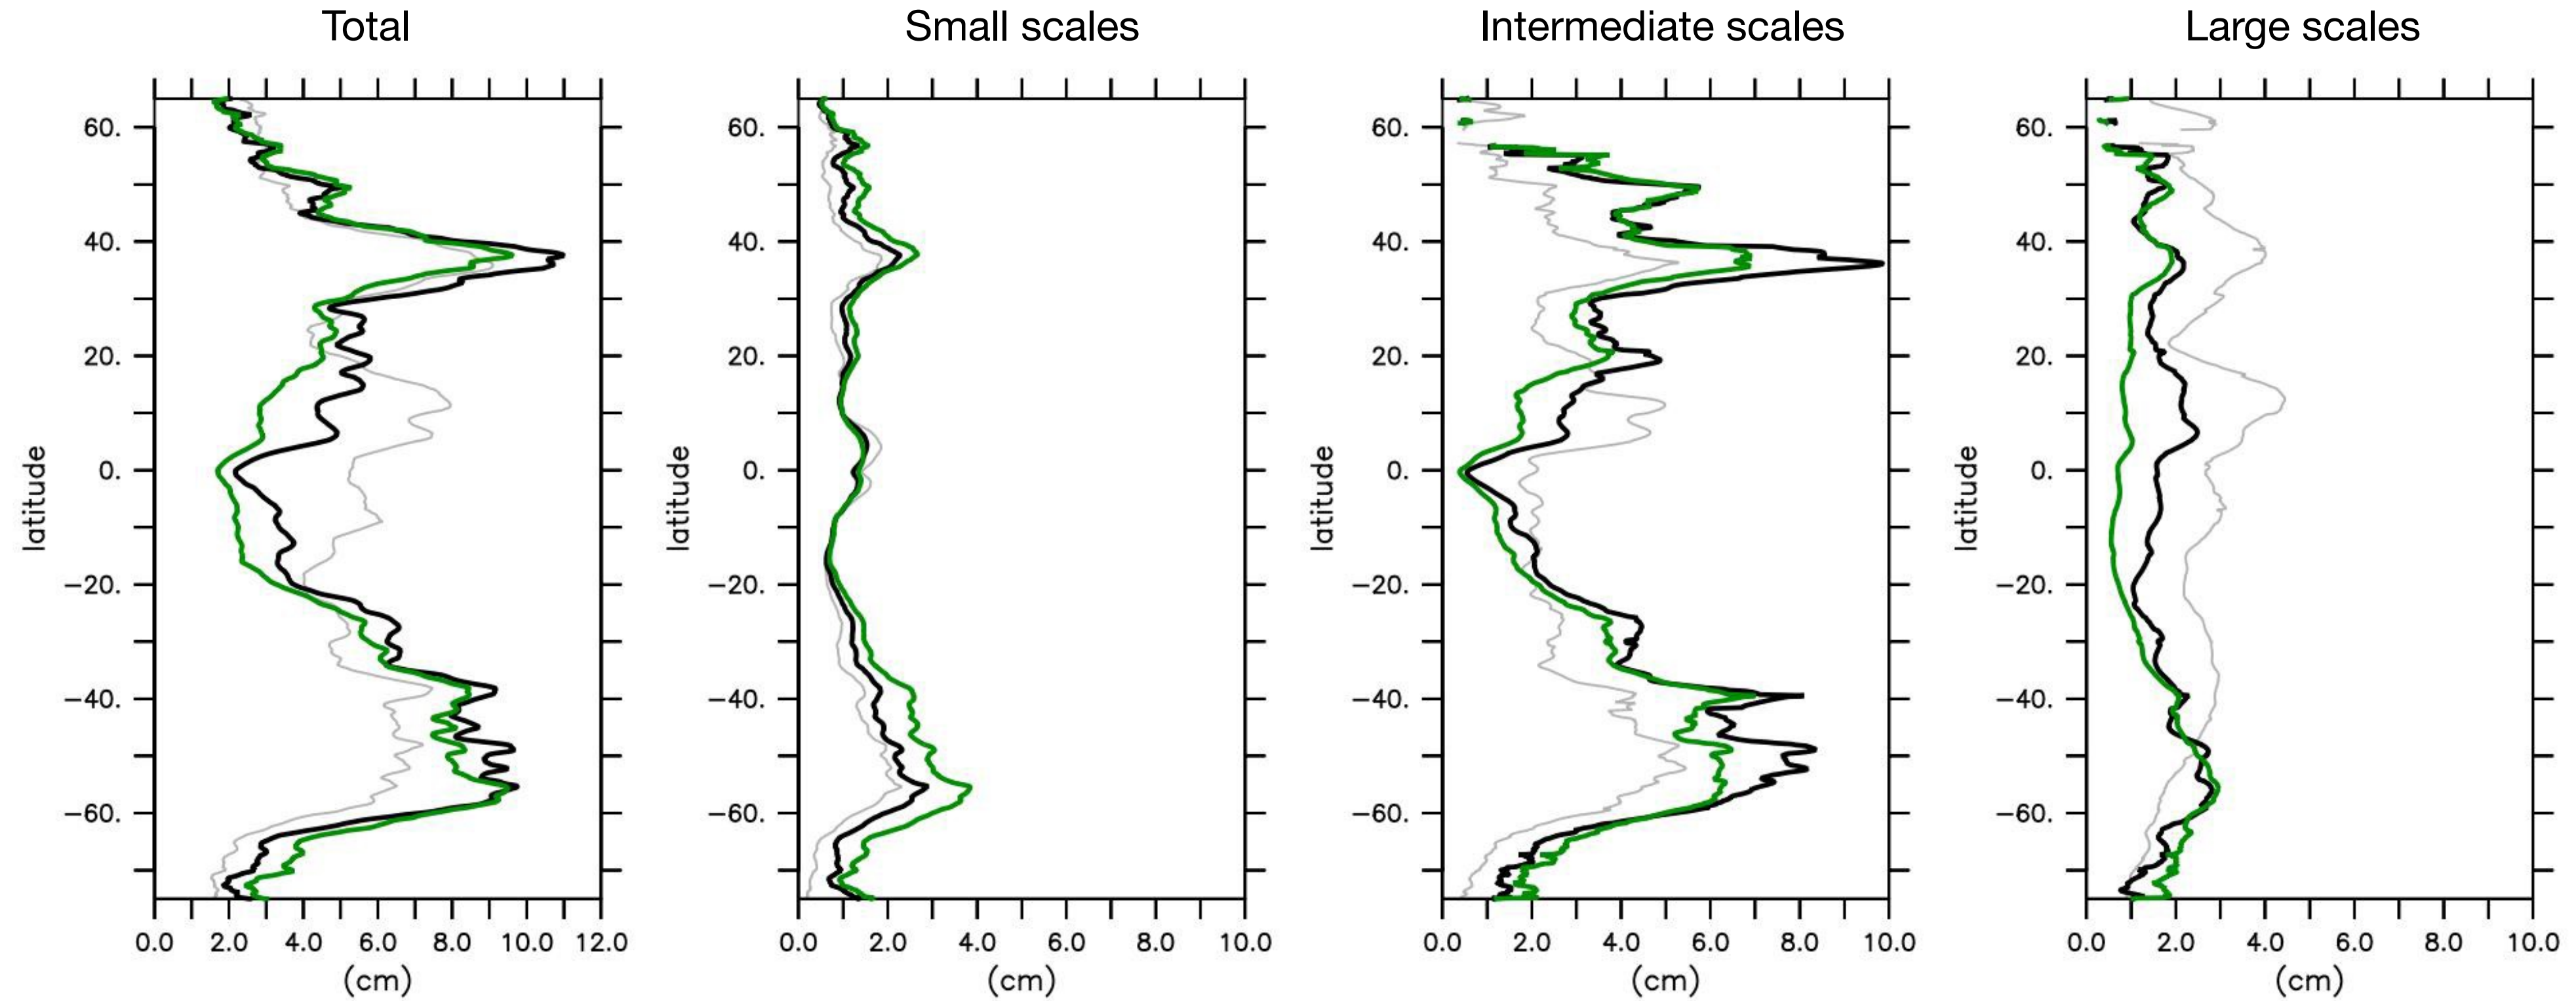 Total
Small scales
Intermediate scales
Large scales
latitude
60.
40.
20.
0.
−20.
−40.
−60.
0.0 2.0 4.0 6.0 8.0 10.0 12.0
(cm)
latitude
60.
40.
20.
0.
−20.
−40.
−60.
0.0 2.0 4.0 6.0 8.0 10.0
(cm)
latitude
60.
40.
20.
0.
−20.
−40.
−60.
0.0 2.0 4.0 6.0 8.0 10.0
(cm)
latitude
60.
40.
20.
0.
−20.
−40.
−60.
0.0 2.0 4.0 6.0 8.0 10.0
(cm)